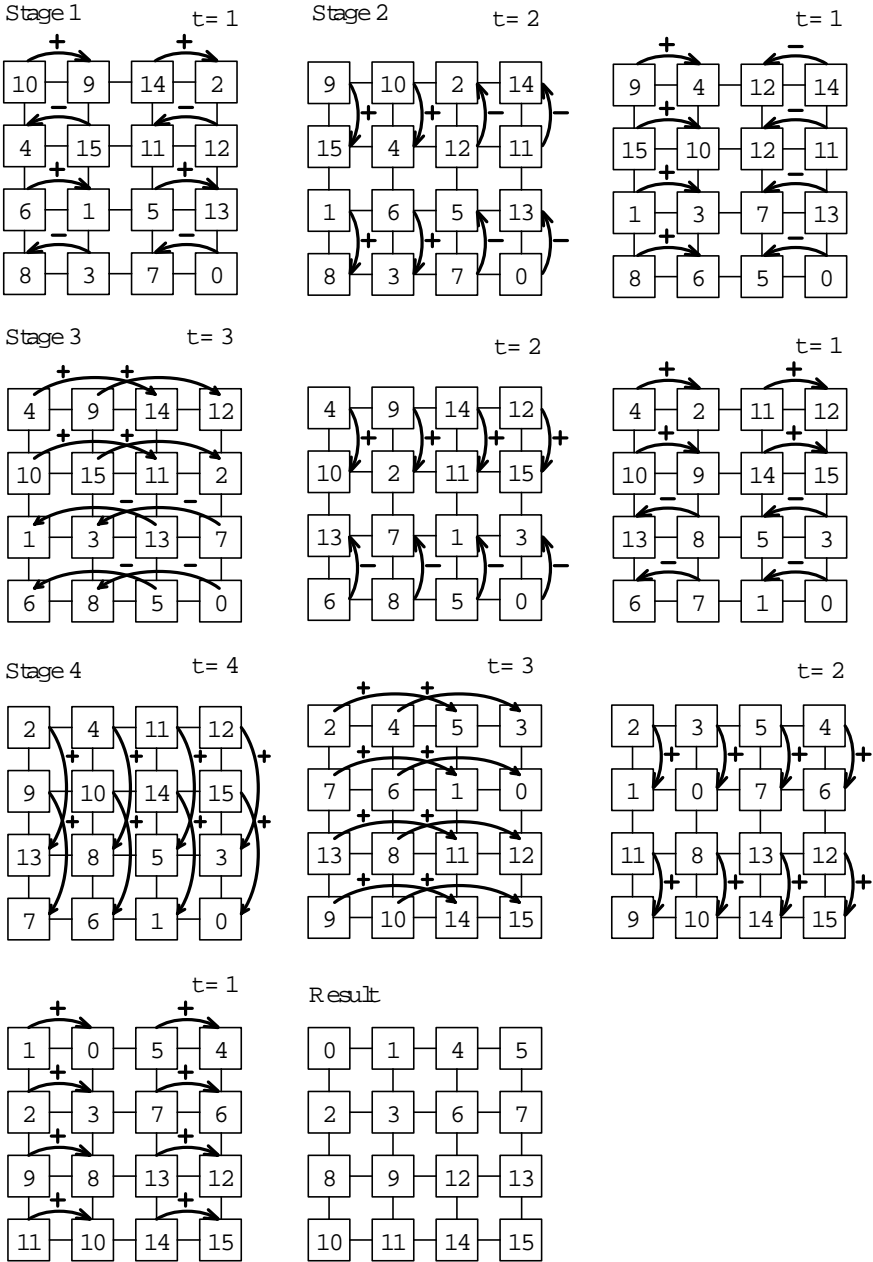 Stage 1 t= 1
+ +
10 9 14 2
− −
4 15 11 12
+ +
6 1 5 13
− −
8 3 7 0
Stage 2 t= 2
9 10 2 14
+ + − −
15 4 12 11
1 6 5 13
+ + − −
8 3 7 0
t= 1
+ −
9 4 12 14
+ −
15 10 12 11
+ −
1 3 7 13
+ −
8 6 5 0
Stage 3 t= 3
+ +
4 9 14 12
+ +
10 15 11 2
− −
1 3 13 7
− −
6 8 5 0
t= 2
4 9 14 12
+ + + +
10 2 11 15
13 7 1 3
− − − −
6 8 5 0
t= 1
+ +
4 2 11 12
+ +
10 9 14 15
− −
13 8 5 3
− −
6 7 1 0
Stage 4 t= 4
2 4 11 12
+ + + +
9 10 14 15
+ + + +
13 8 5 3
7 6 1 0
t= 3
+ +
2 4 5 3
+ +
7 6 1 0
+ +
13 8 11 12
+ +
9 10 14 15
t= 2
2 3 5 4
+ + + +
1 0 7 6
11 8 13 12
+ + + +
9 10 14 15
t= 1
+ +
1 0 5 4
+ +
2 3 7 6
+ +
9 8 13 12
+ +
11 10 14 15
Result
0 1 4 5
2 3 6 7
8 9 12 13
10 11 14 15